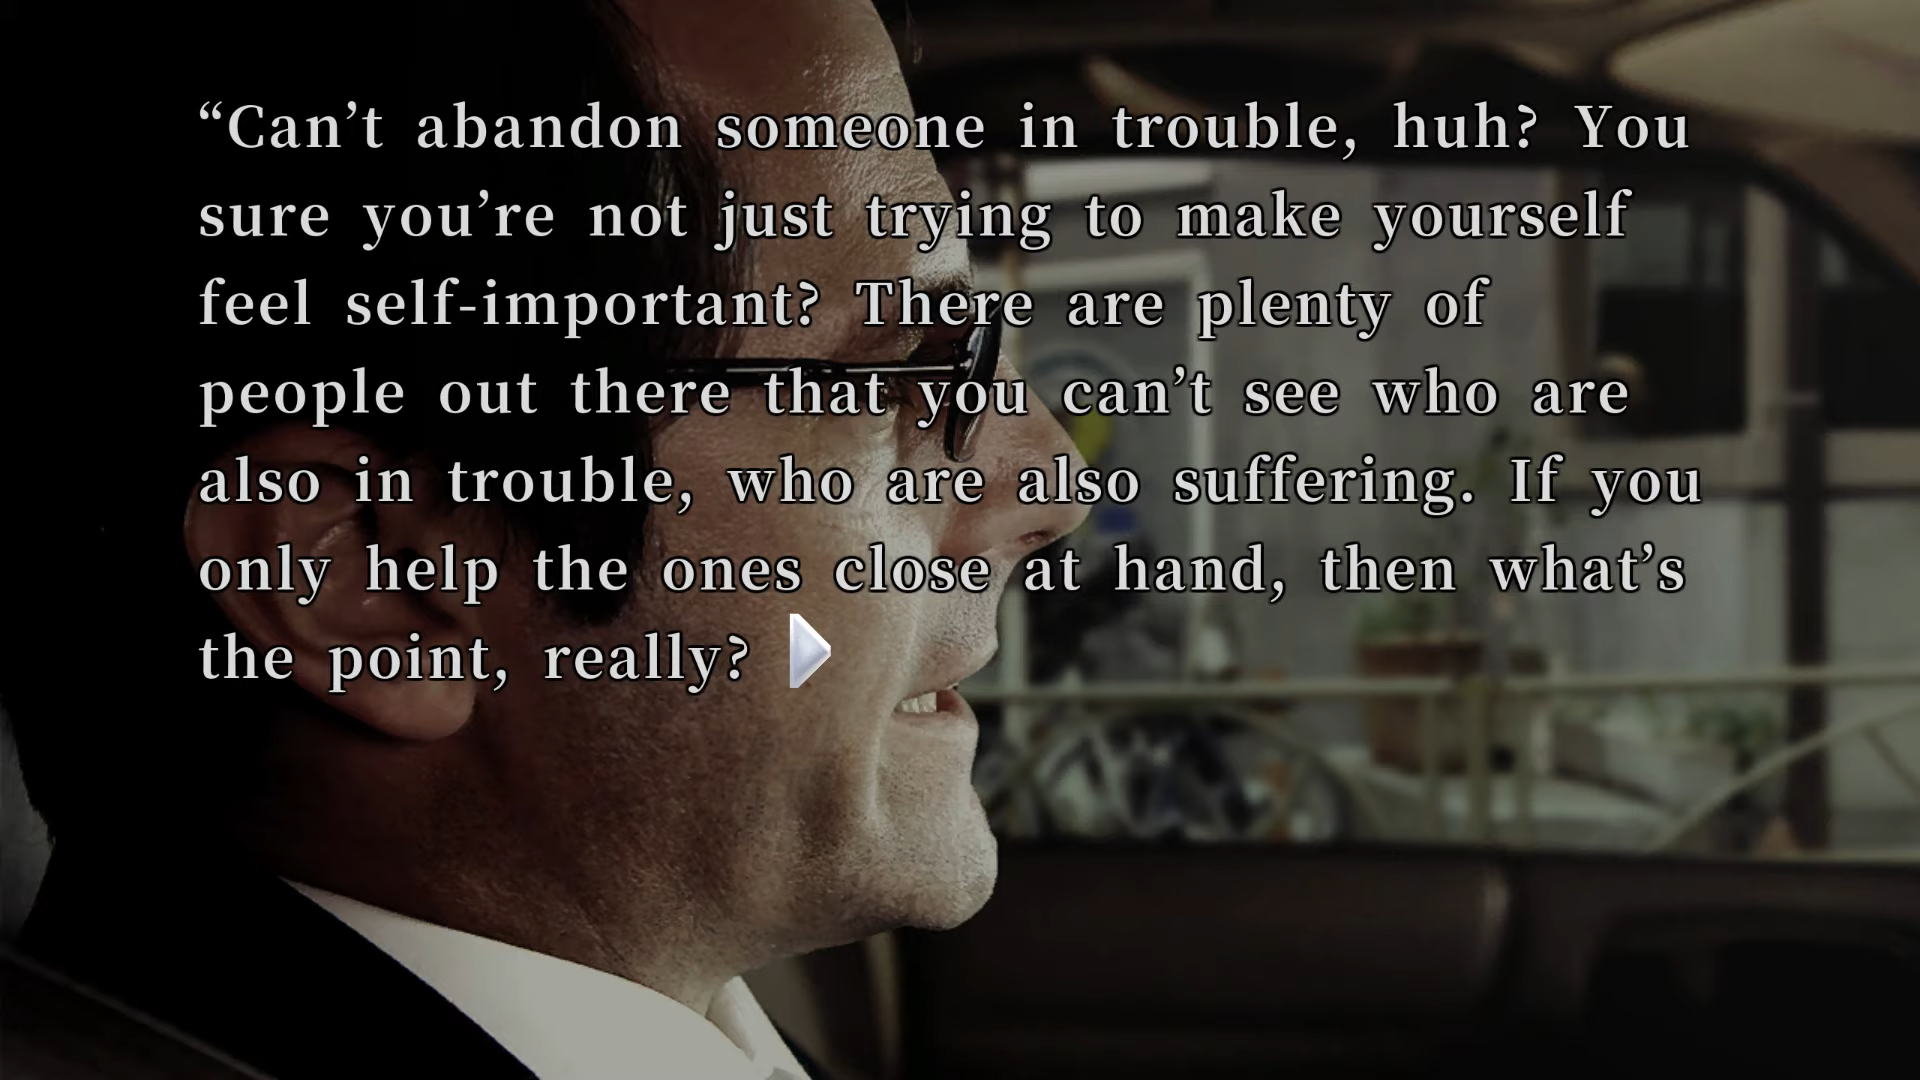 “Can’t abandon someone in trouble, huh? You
sure you’re not just trying to make yourself
feel self-important? There are plenty of
people out there that you can’t see who are
also in trouble, who are also suffering. If you
only help the ones close at hand, then what’s
the point, really?